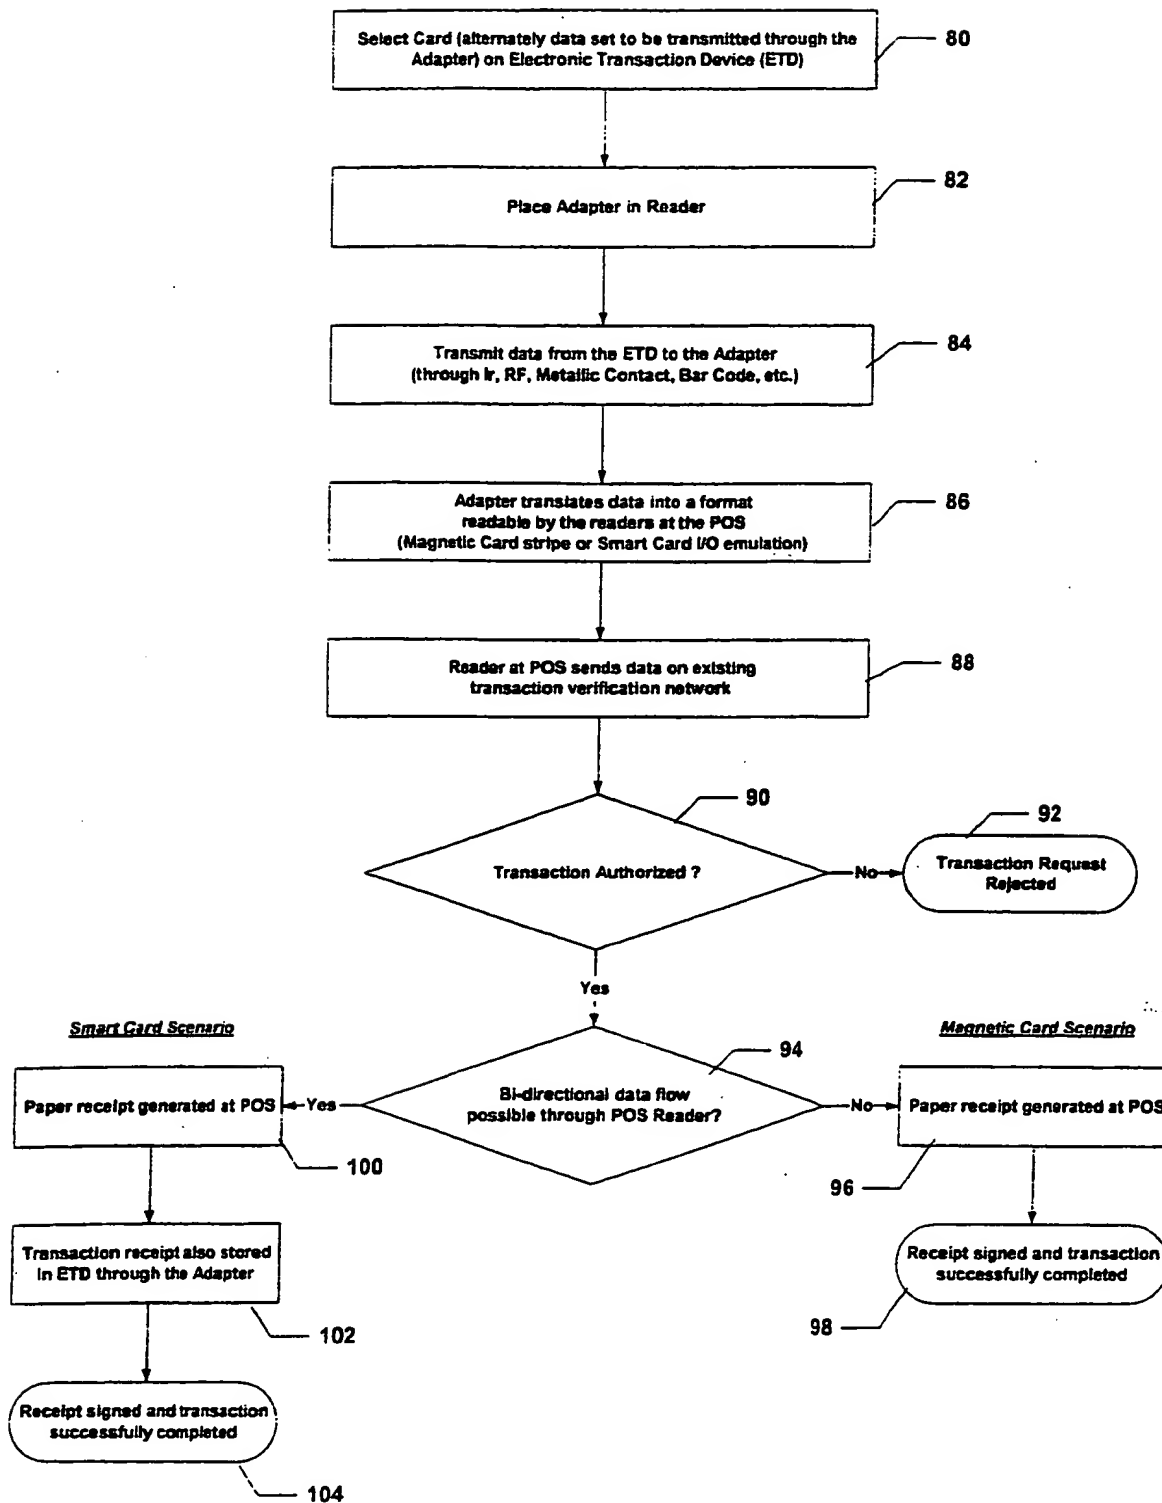 Select Card (alternately data set to be transmitted through the
Adapter) on Electronic Transaction Device (ETD)
80
Place Adapter in Reader
82
Transmit data from the ETD to the Adapter
(through Ir, RF, Metallic Contact, Bar Code, etc.)
84
Adapter translates data into a format
readable by the readers at the POS
(Magnetic Card stripe or Smart Card I/O emulation)
86
Reader at POS sends data on existing
transaction verification network
88
90
Transaction Authorized ?
No
92
Transaction Request
Rejected
Yes
Smart Card Scenario
Magnetic Card Scenario
94
Bi-directional data flow
possible through POS Reader?
Yes
Paper receipt generated at POS
100
No
Paper receipt generated at POS
96
Transaction receipt also stored
in ETD through the Adapter
102
Receipt signed and transaction
successfully completed
98
Receipt signed and transaction
successfully completed
104